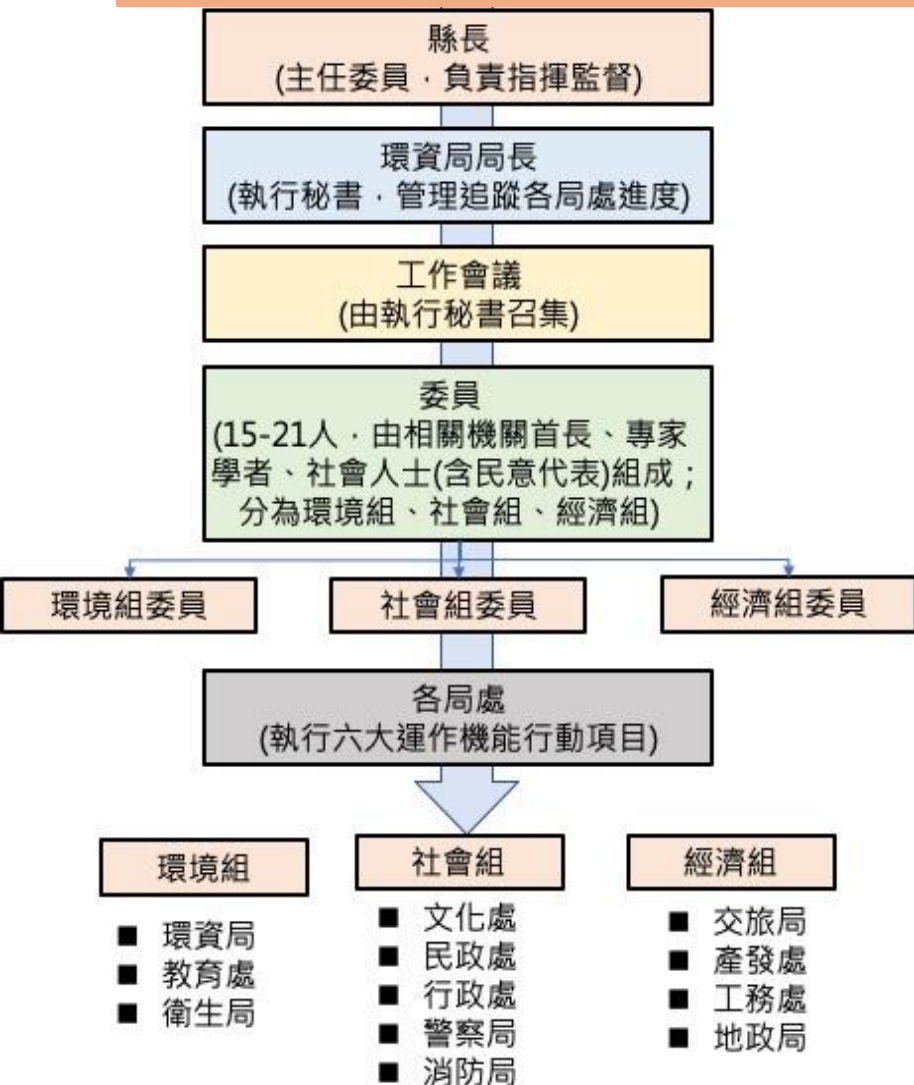 縣長
(主任委員，負責指揮監督)
環資局局長
(執行秘書，管理追蹤各局處進度)
工作會議
(由執行秘書召集)
委員
(15-21人，由相關機關首長、專家
學者、社會人士(含民意代表)組成；
分為環境組、社會組、經濟組)
環境組委員
社會組委員
經濟組委員
各局處
(執行六大運作機能行動項目)
環境組
■ 環資局
■ 教育處
■ 衛生局
社會組
■ 文化處
■ 民政處
■ 行政處
■ 警察局
■ 消防局
經濟組
■ 交旅局
■ 產發處
■ 工務處
■ 地政局